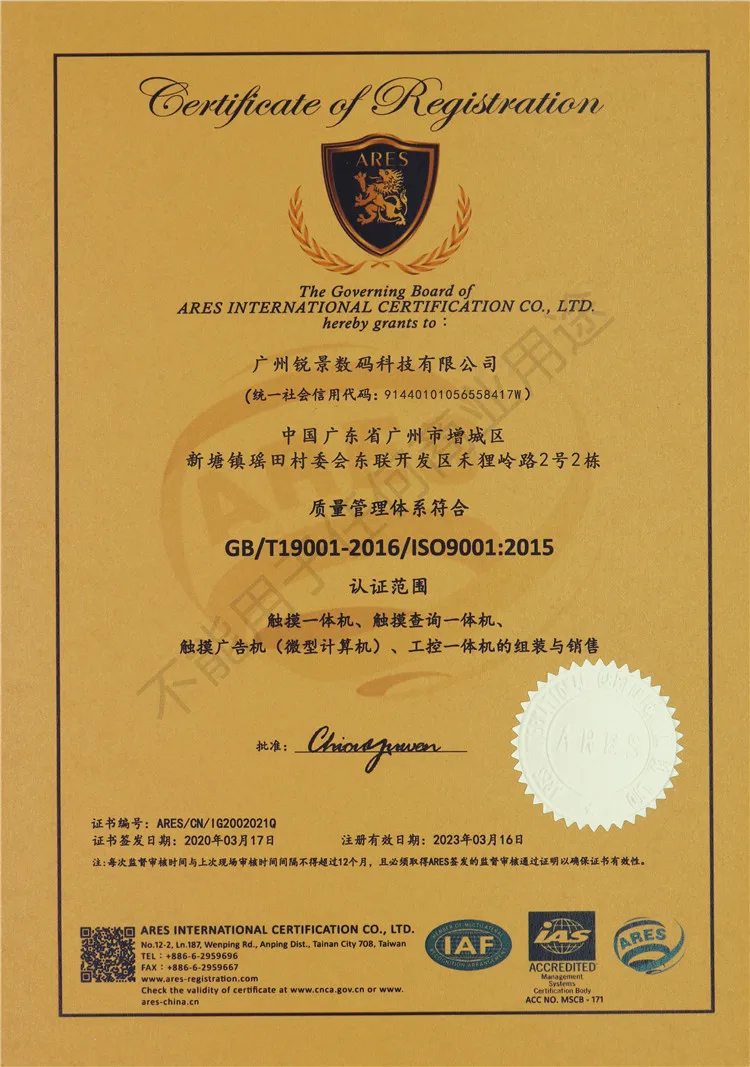 Certificate of Registration
ARES
The Governing Board of
ARES INTERNATIONAL CERTIFICATION CO., LTD.
hereby grants to：
广州锐景数码科技有限公司
(统一社会信用代码：91440101056558417W）
中国广东省广州市增城区
新塘镇瑶田村委会东联开发区禾狸岭路2号2栋
质量管理体系符合
GB/T19001-2016/ISO9001:2015
认证范围
触摸一体机、触摸查询一体机、
触摸广告机（微型计算机）、工控一体机的组装与销售
不能用于任何商业用途
ARES
批准：
证书编号：ARES/CN/IG2002021Q
证书签发日期：2020年03月17日 注册有效日期：2023年03月16日
注：每次监督审核时间与上次现场审核时间间隔不得超过12个月，且必须取得ARES签发的监督审核通过证明以确保证书有效性。
ARES INTERNATIONAL CERTIFICATION CO., LTD.
No.12-2, Ln.187, Wenping Rd., Anping Dist., Tainan City 708, Taiwan
TEL：+886-6-2959696
FAX：+886-6-2959667
www.ares-registration.com
Check the validity of certificate at www.cnca.gov.cn or www.
ares-china.cn
MEMBER OF MULTILATERAL
IAF
RECOGNITION ARRANGEMENT
IAS
ACCREDITED
Management
Systems
Certification Body
ACC NO. MSCB - 171
ARES